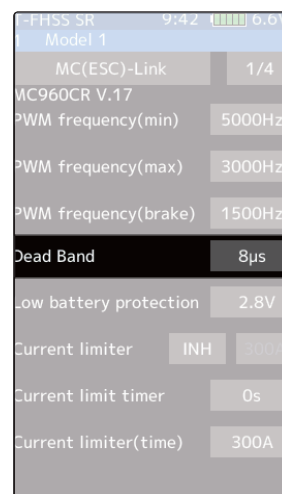 T-FHSS SR 9:42 6.6V
1 Model 1
MC(ESC)-Link 1/4
MC960CR V.17
PWM frequency(min) 5000Hz
PWM frequency(max) 3000Hz
PWM frequency(brake) 1500Hz
Dead Band 8µs
Low battery protection 2.8V
Current limiter INH 300A
Current limit timer 0s
Current limiter(time) 300A